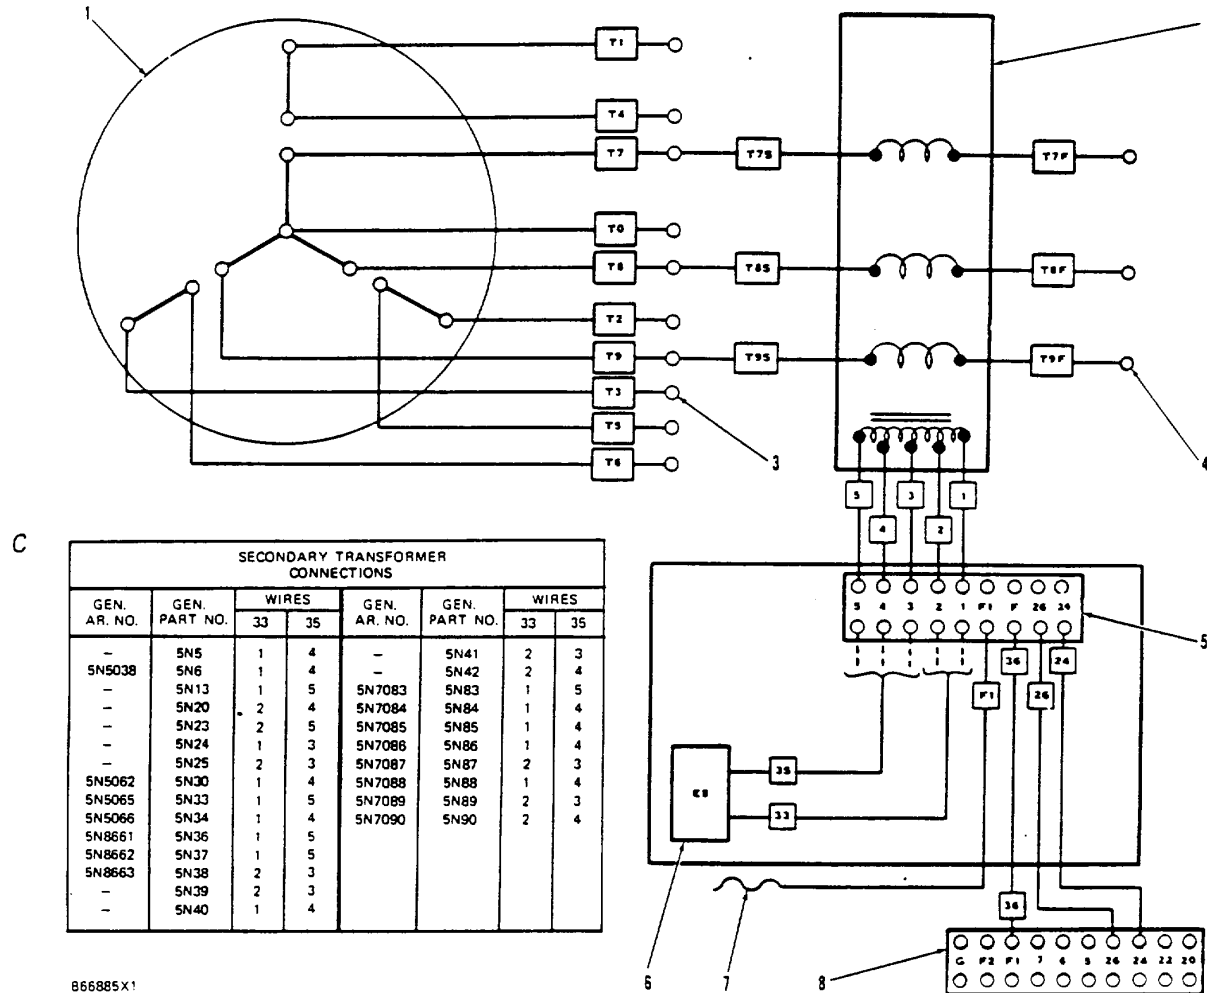 1
T1
T4
T7
T7S
T7F
T0
T8
T8S
T8F
T2
T9
T9S
T9F
T3
T5
T6
3
4
5
3
1
4
2
C
SECONDARY TRANSFORMER
CONNECTIONS
GEN. AR. NO. GEN. PART NO. WIRES GEN. AR. NO. GEN. PART NO. WIRES
33 35 33 35
– 5N5 1 4 – 5N41 2 3
5N5038 5N6 1 4 – 5N42 2 4
– 5N13 1 5 5N7083 5N83 1 5
– 5N20 2 4 5N7084 5N84 1 4
– 5N23 2 5 5N7085 5N85 1 4
– 5N24 1 3 5N7086 5N86 1 4
– 5N25 2 3 5N7087 5N87 2 3
5N5062 5N30 1 4 5N7088 5N88 1 4
5N5065 5N33 1 5 5N7089 5N89 2 3
5N5066 5N34 1 4 5N7090 5N90 2 4
5N8661 5N36 1 5
5N8662 5N37 1 5
5N8663 5N38 2 3
– 5N39 2 3
– 5N40 1 4
5 4 3 2 1 F1 F 26 24
5
36
24
F1
26
35
33
36
6
7
8
G F2 F1 7 6 5 26 24 22 20
B66885X1